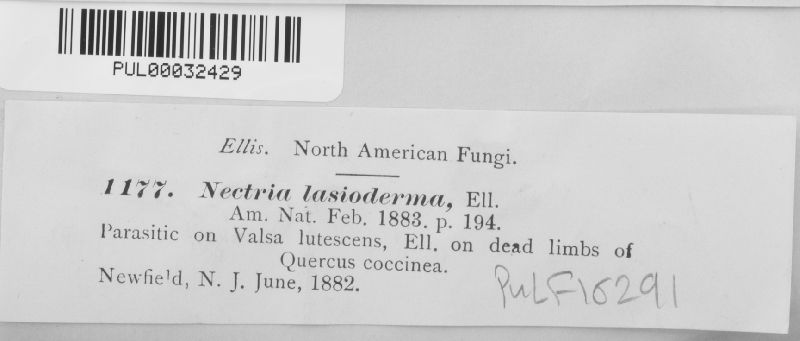 PUL00032429
Ellis. North American Fungi.
1177. Nectria lasioderma, Ell.
Am. Nat. Feb. 1883. p. 194.
Parasitic on Valsa lutescens, Ell. on dead limbs of
Quercus coccinea.
Newfield, N. J. June, 1882.
PULF10291